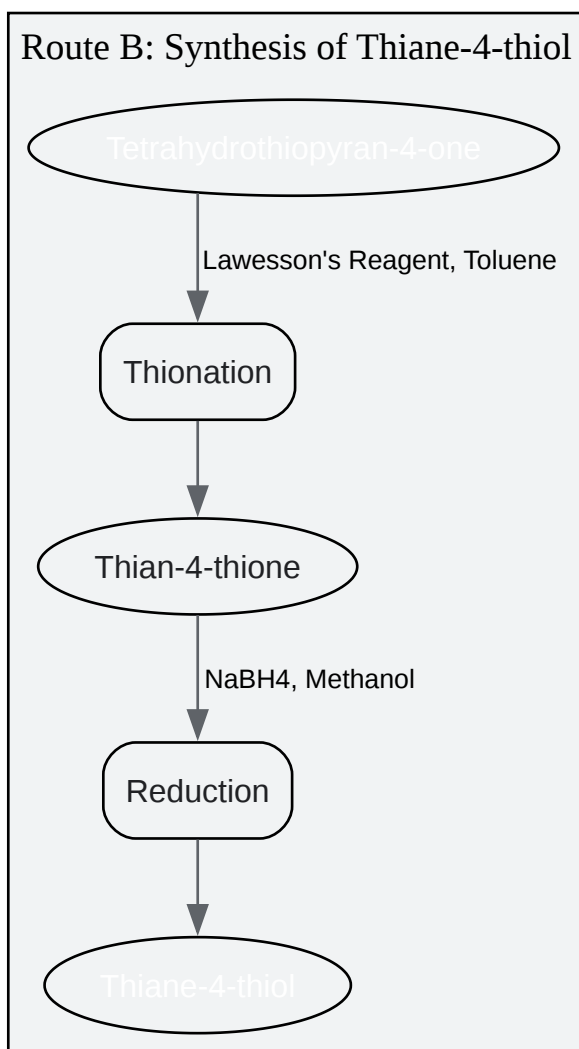 Route B: Synthesis of Thiane-4-thiol
Tetrahydrothiopyran-4-one
Lawesson's Reagent, Toluene
Thionation
Thian-4-thione
NaBH4, Methanol
Reduction
Thiane-4-thiol